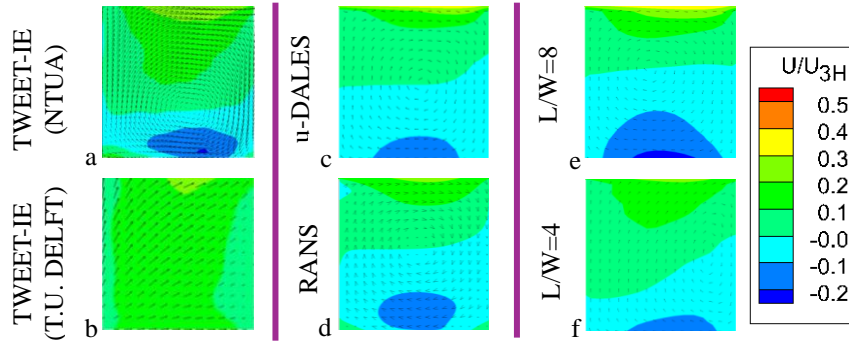 TWEET-IE
(NTUA)
a
TWEET-IE
(T.U. DELFT)
b
u-DALES
c
RANS
d
L/W=8
e
L/W=4
f
U/U3H
0.5
0.4
0.3
0.2
0.1
-0.0
-0.1
-0.2